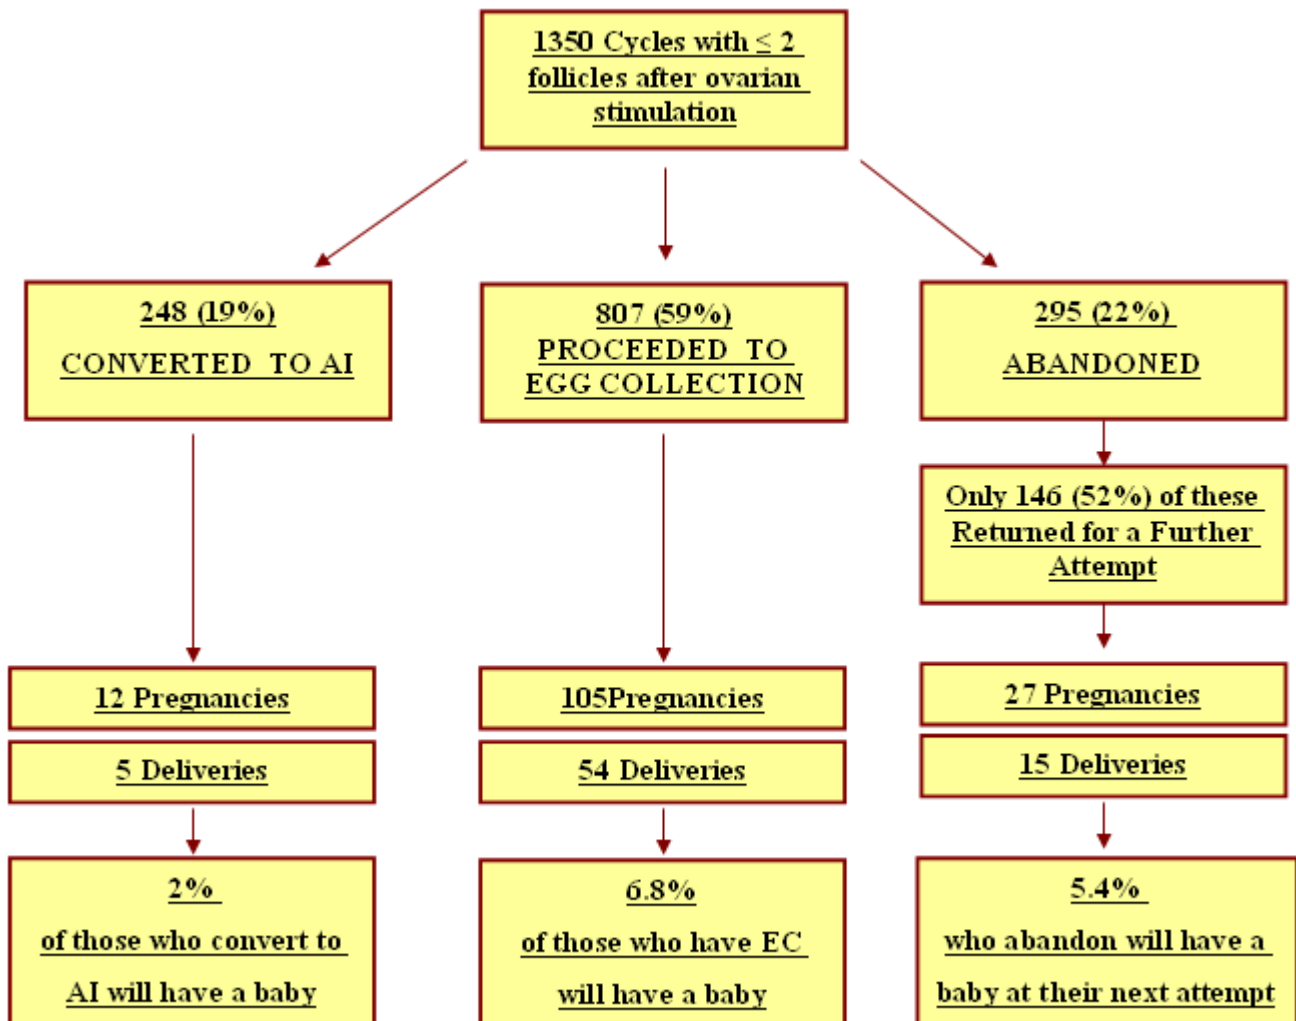 1350 Cycles with ≤ 2
follicles after ovarian
stimulation
248 (19%)
CONVERTED TO AI
807 (59%)
PROCEEDED TO
EGG COLLECTION
295 (22%)
ABANDONED
Only 146 (52%) of these
Returned for a Further
Attempt
12 Pregnancies
5 Deliveries
105Pregnancies
54 Deliveries
27 Pregnancies
15 Deliveries
2%
of those who convert to
AI will have a baby
6.8%
of those who have EC
will have a baby
5.4%
who abandon will have a
baby at their next attempt